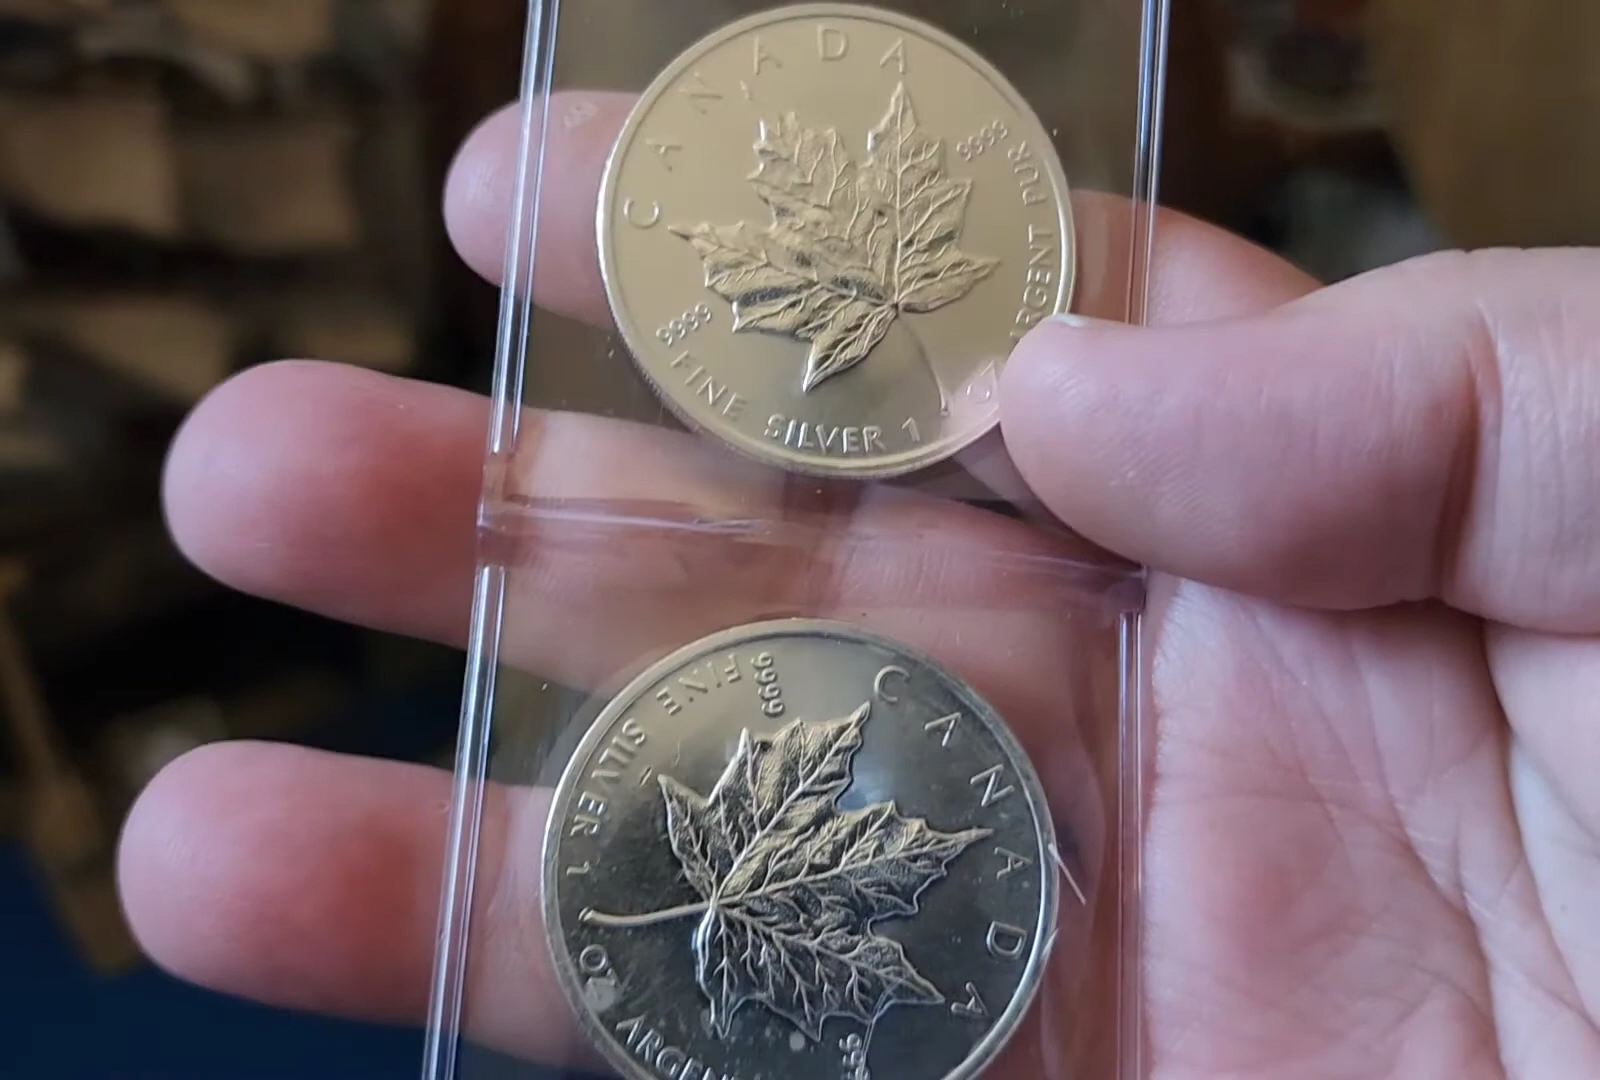 CANADA
9999
9999
FINE SILVER 1
ARGENT PUR
CANADA
9999
FINE SILVER 1 OZ